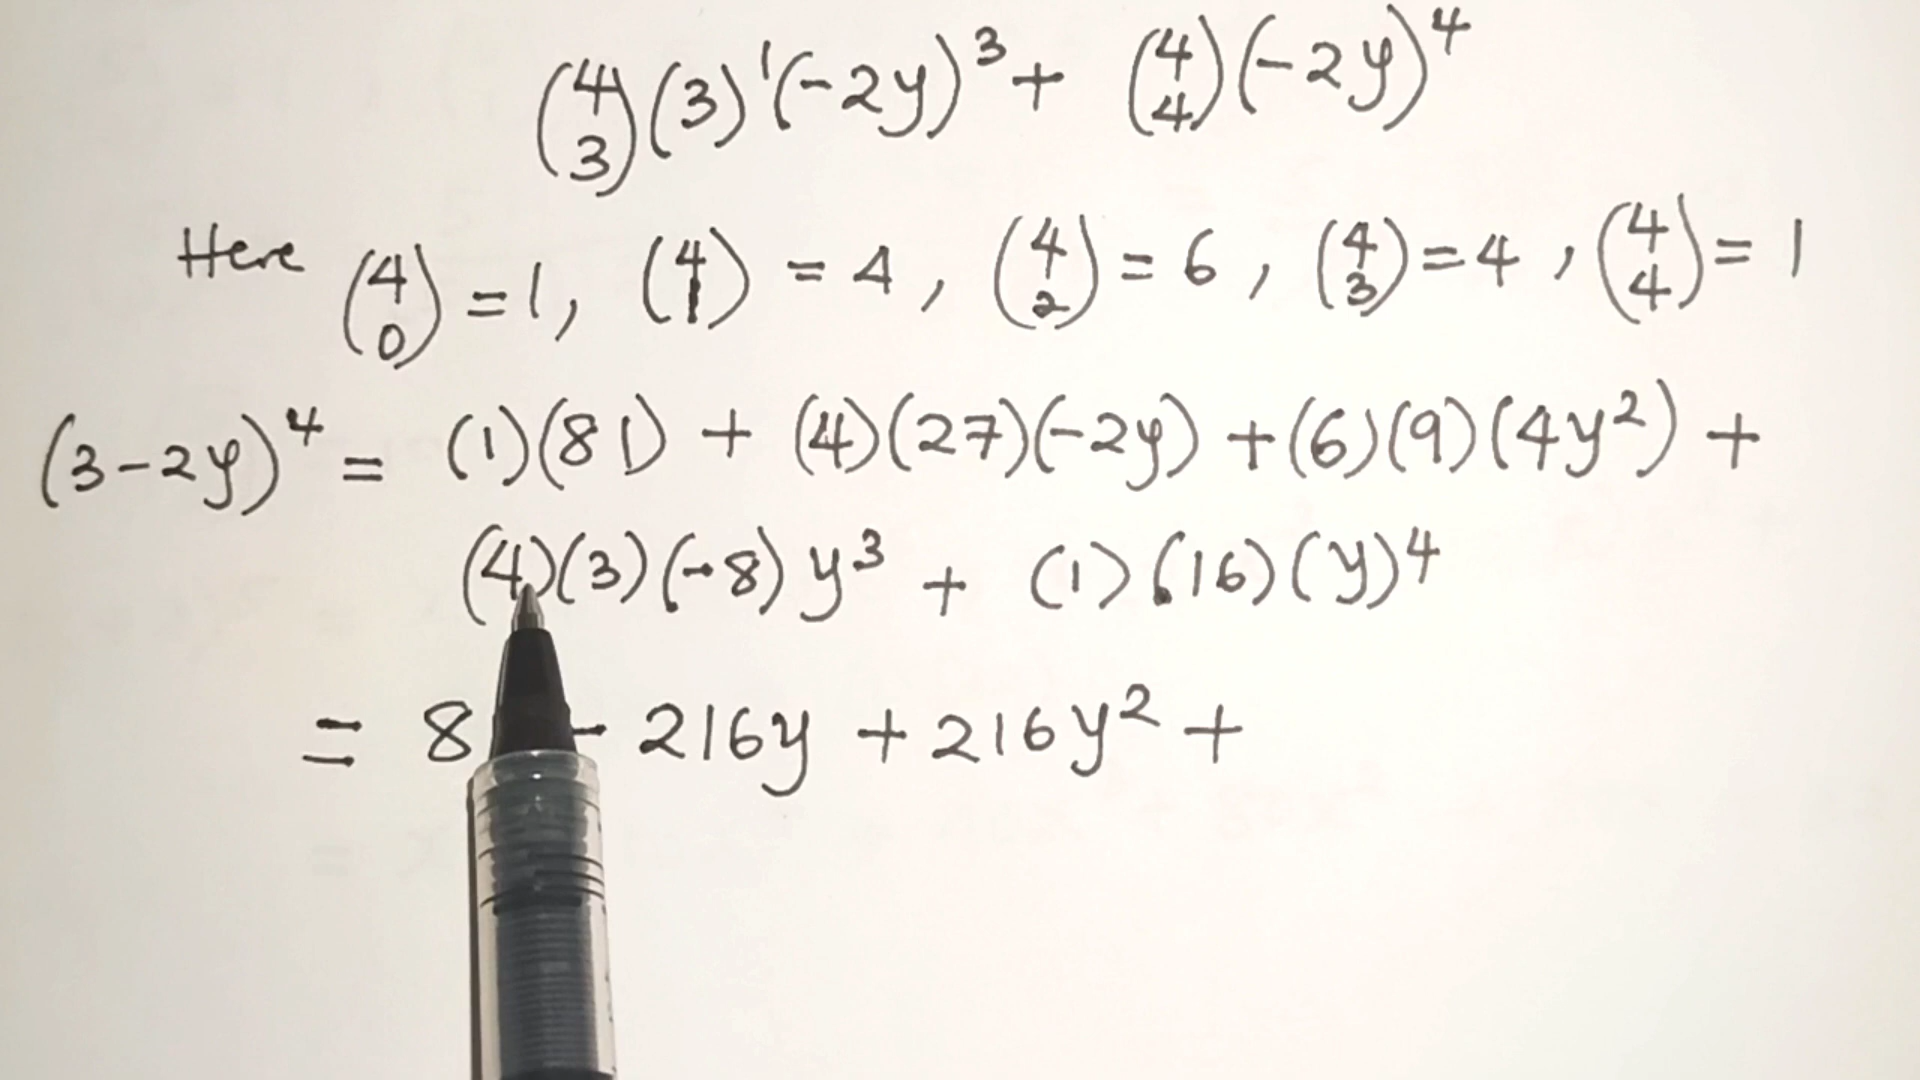 (4 3)(3)¹(-2y)³ + (4 4)(-2y)⁴
Here (4 0) = 1, (4 1) = 4, (4 2) = 6, (4 3) = 4, (4 4) = 1
(3-2y)⁴ = (1)(81) + (4)(27)(-2y) + (6)(9)(4y²) +
(4)(3)(-8)y³ + (1)(16)(y)⁴
= 8 - 216y + 216y² +